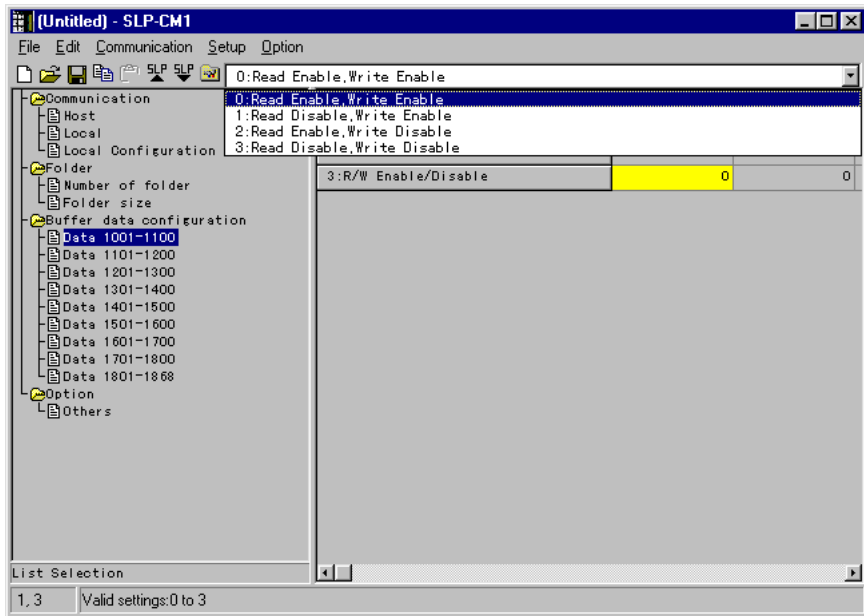 (Untitled) - SLP-CM1
File Edit Communication Setup Option
SLP SLP 0:Read Enable,Write Enable
0:Read Enable,Write Enable
1:Read Disable,Write Enable
2:Read Enable,Write Disable
3:Read Disable,Write Disable
Communication
Host
Local
Local Configuration
Folder
Number of folder
Folder size
Buffer data configuration
Data 1001-1100
Data 1101-1200
Data 1201-1300
Data 1301-1400
Data 1401-1500
Data 1501-1600
Data 1601-1700
Data 1701-1800
Data 1801-1868
Option
Others
3:R/W Enable/Disable 0 0
List Selection
1, 3 Valid settings:0 to 3